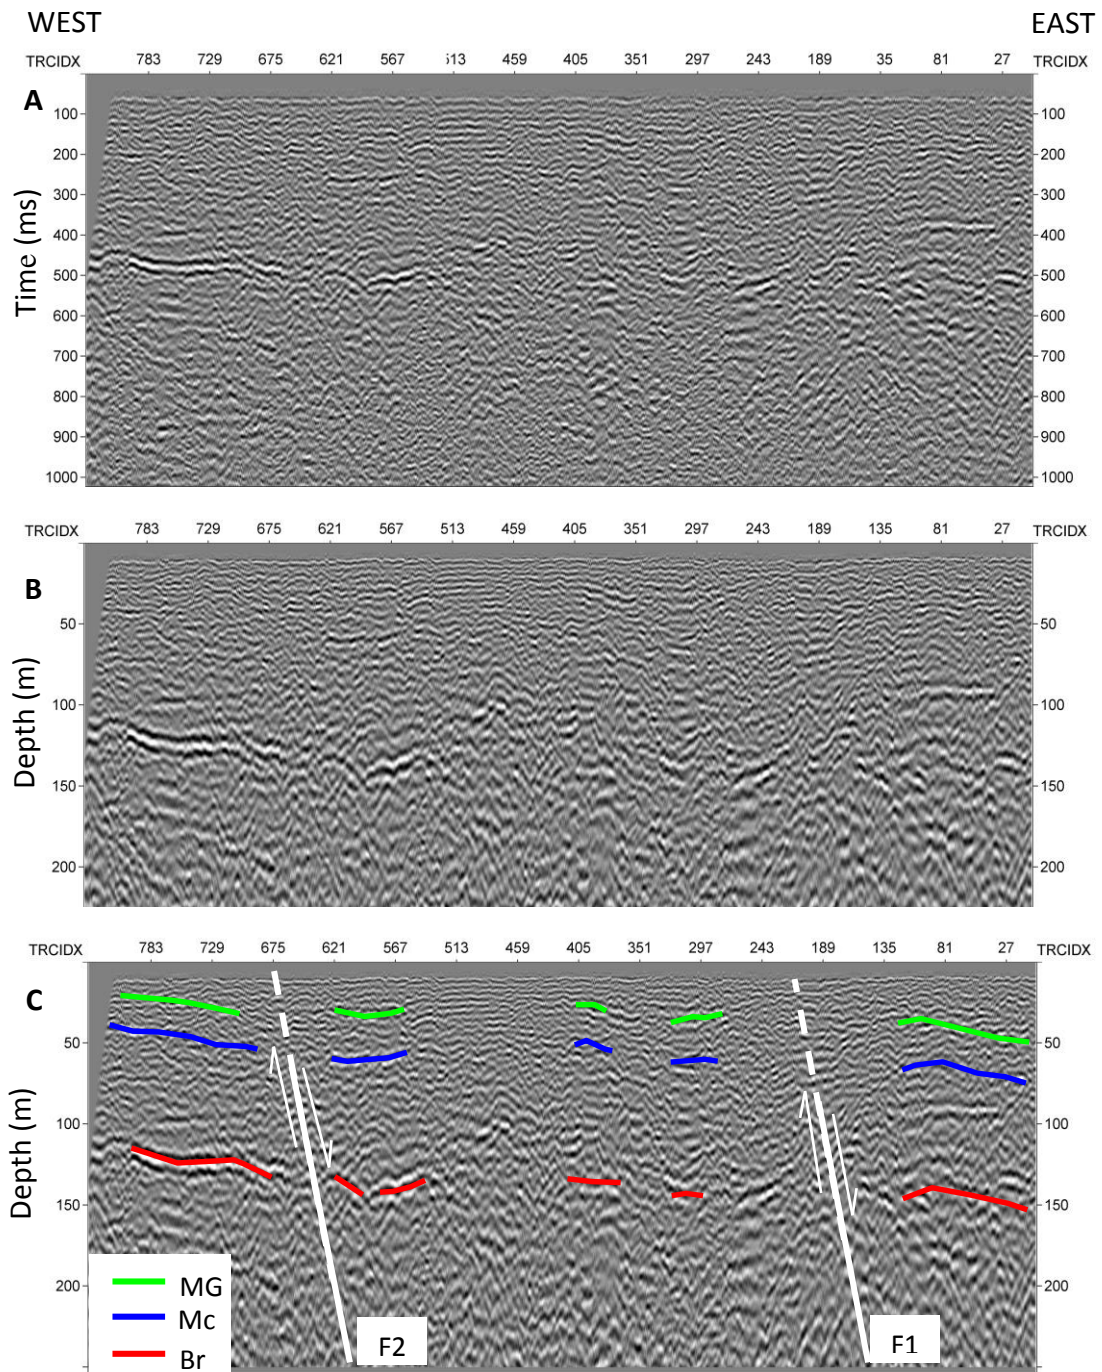 WEST EAST
TRCIDX 783 729 675 621 567 513 459 405 351 297 243 189 35 81 27 TRCIDX
A
Time (ms)
100 100
200 200
300 300
400 400
500 500
600 600
700 700
800 800
900 900
1000 1000
TRCIDX 783 729 675 621 567 513 459 405 351 297 243 189 135 81 27 TRCIDX
B
Depth (m)
50 50
100 100
150 150
200 200
TRCIDX 783 729 675 621 567 513 459 405 351 297 243 189 135 81 27 TRCIDX
C
Depth (m)
50 50
100 100
150 150
200 200
MG
Mc
Br
F2
F1